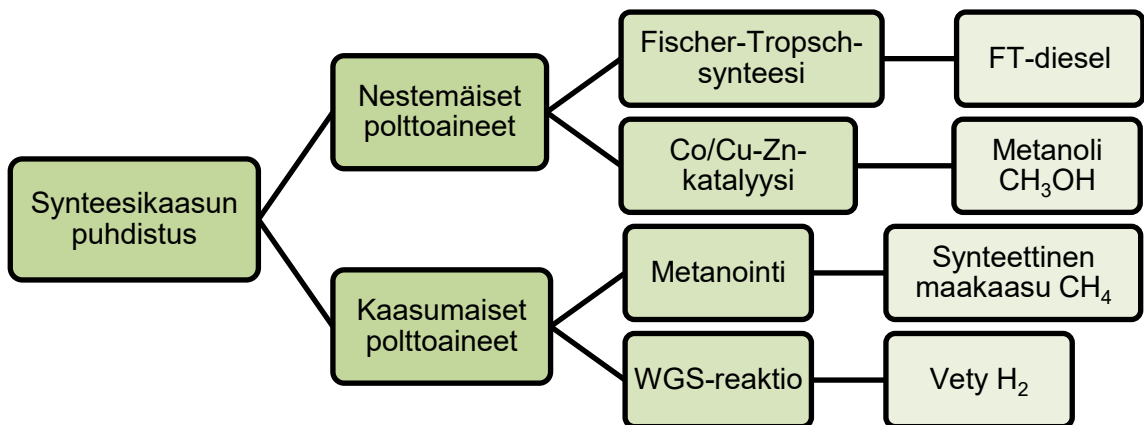 Synteesikaasun
puhdistus
Nestemäiset
polttoaineet
Fischer-Tropsch-
synteesi
FT-diesel
Co/Cu-Zn-
katalyysi
Metanoli
CH₃OH
Kaasumaiset
polttoaineet
Metanointi
Synteettinen
maakaasu CH₄
WGS-reaktio
Vety H₂